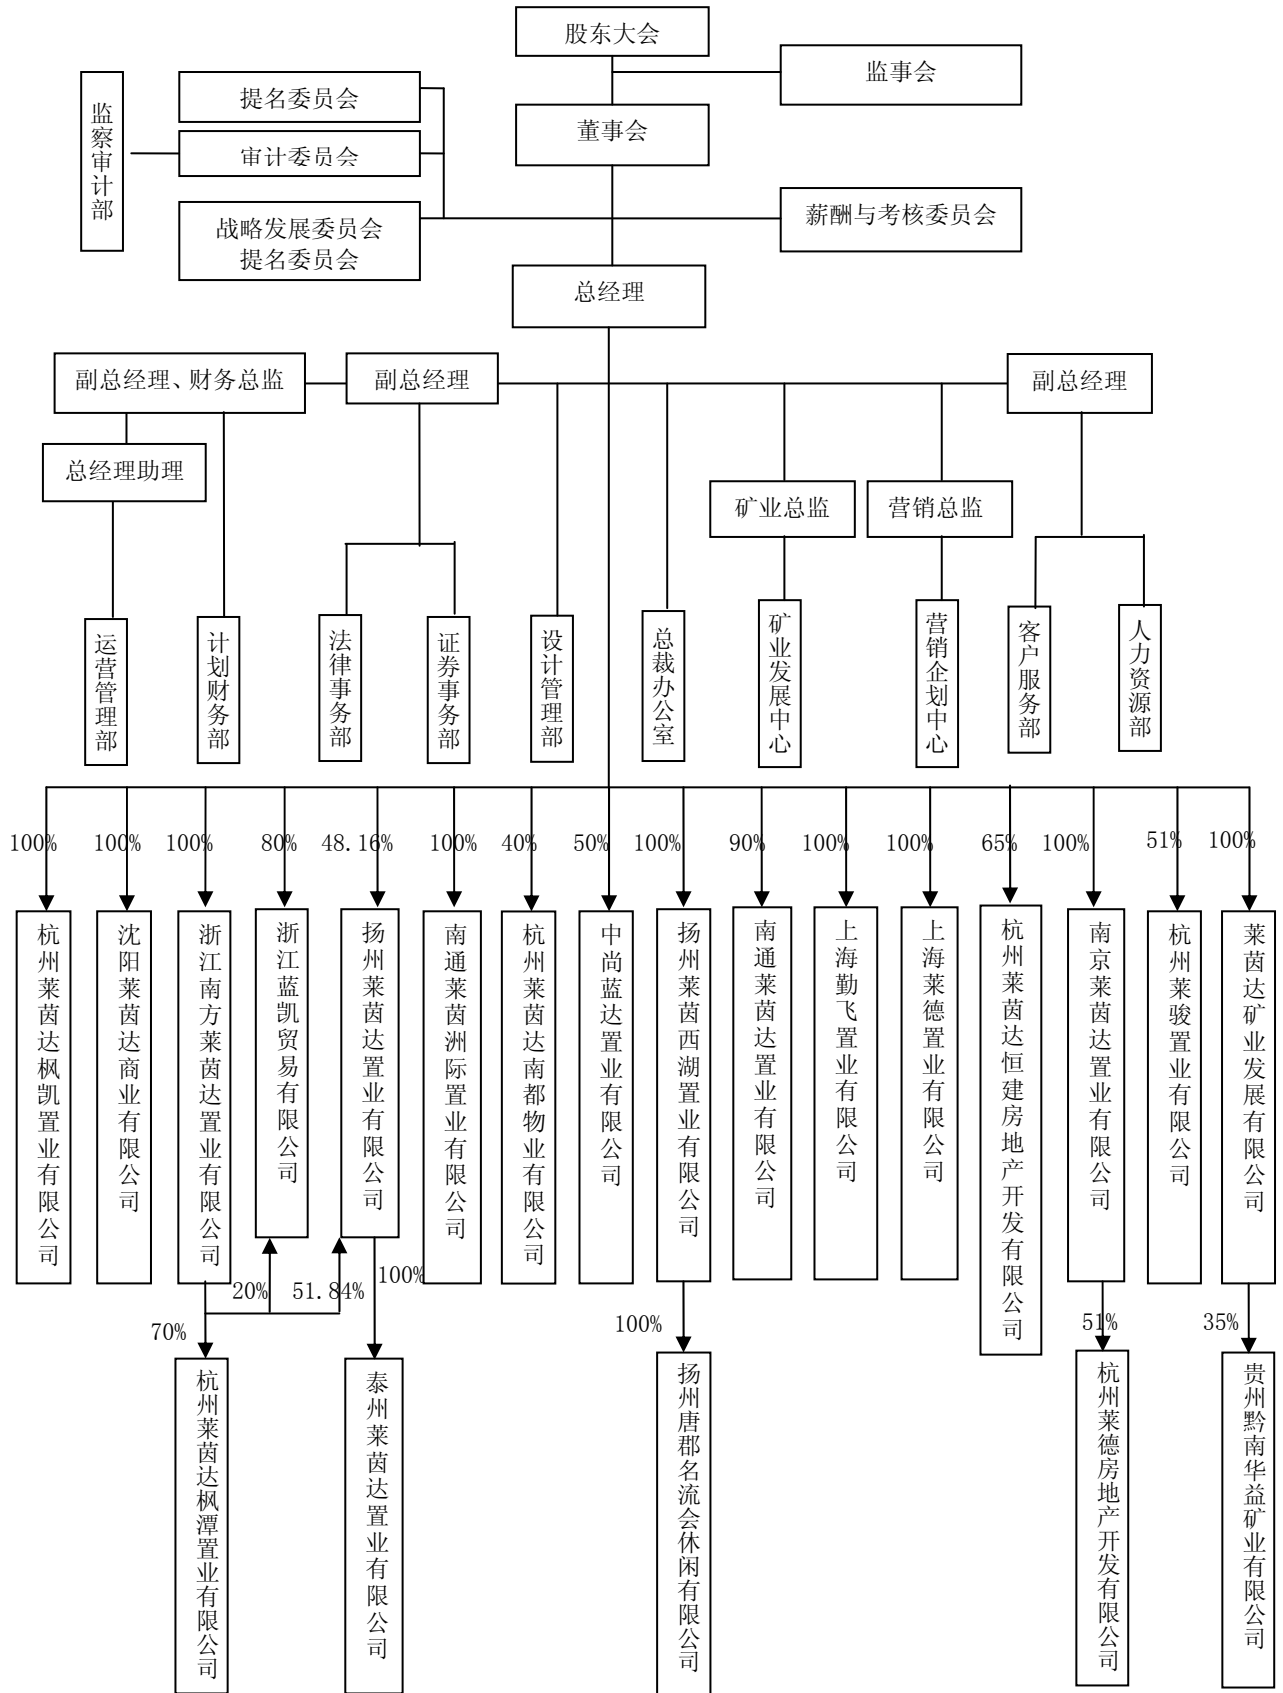 股东大会
监事会
提名委员会
监察审计部
董事会
审计委员会
战略发展委员会
提名委员会
薪酬与考核委员会
总经理
副总经理、财务总监
副总经理
副总经理
总经理助理
矿业总监
营销总监
运营管理部
计划财务部
法律事务部
证券事务部
设计管理部
总裁办公室
矿业发展中心
营销企划中心
客户服务部
人力资源部
100%
100%
100%
80%
48.16%
100%
40%
50%
100%
90%
100%
100%
65%
100%
51%
100%
杭州莱茵达枫凯置业有限公司
沈阳莱茵达商业有限公司
浙江南方莱茵达置业有限公司
浙江蓝凯贸易有限公司
扬州莱茵达置业有限公司
南通莱茵洲际置业有限公司
杭州莱茵达南都物业有限公司
中尚蓝达置业有限公司
扬州莱茵西湖置业有限公司
南通莱茵达置业有限公司
上海勤飞置业有限公司
上海莱德置业有限公司
杭州莱茵达恒建房地产开发有限公司
南京莱茵达置业有限公司
杭州莱骏置业有限公司
莱茵达矿业发展有限公司
20%
51.84%
100%
70%
100%
51%
35%
杭州莱茵达枫潭置业有限公司
泰州莱茵达置业有限公司
扬州唐郡名流会休闲有限公司
杭州莱德房地产开发有限公司
贵州黔南华益矿业有限公司